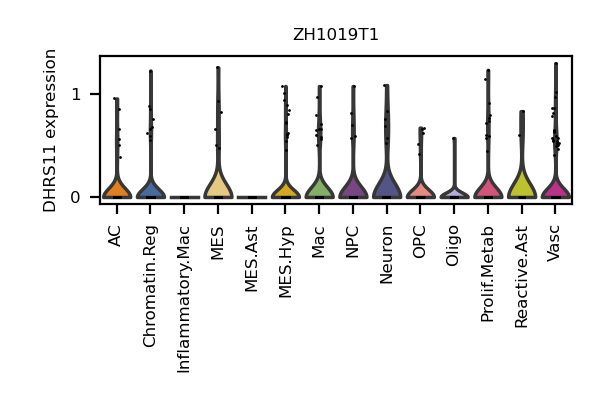 ZH1019T1
DHRS11 expression
1
0
AC
Chromatin.Reg
Inflammatory.Mac
MES
MES.Ast
MES.Hyp
Mac
NPC
Neuron
OPC
Oligo
Prolif.Metab
Reactive.Ast
Vasc